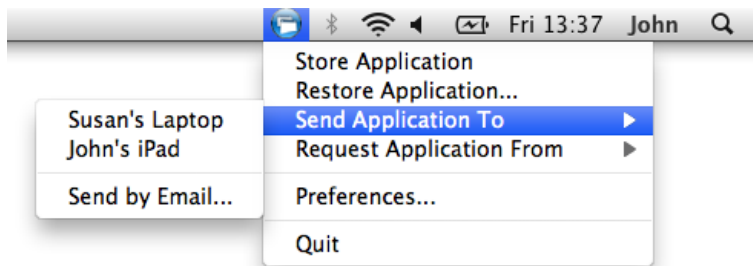 Fri 13:37 John
Store Application
Restore Application...
Send Application To
Request Application From
Preferences...
Quit
Susan's Laptop
John's iPad
Send by Email...